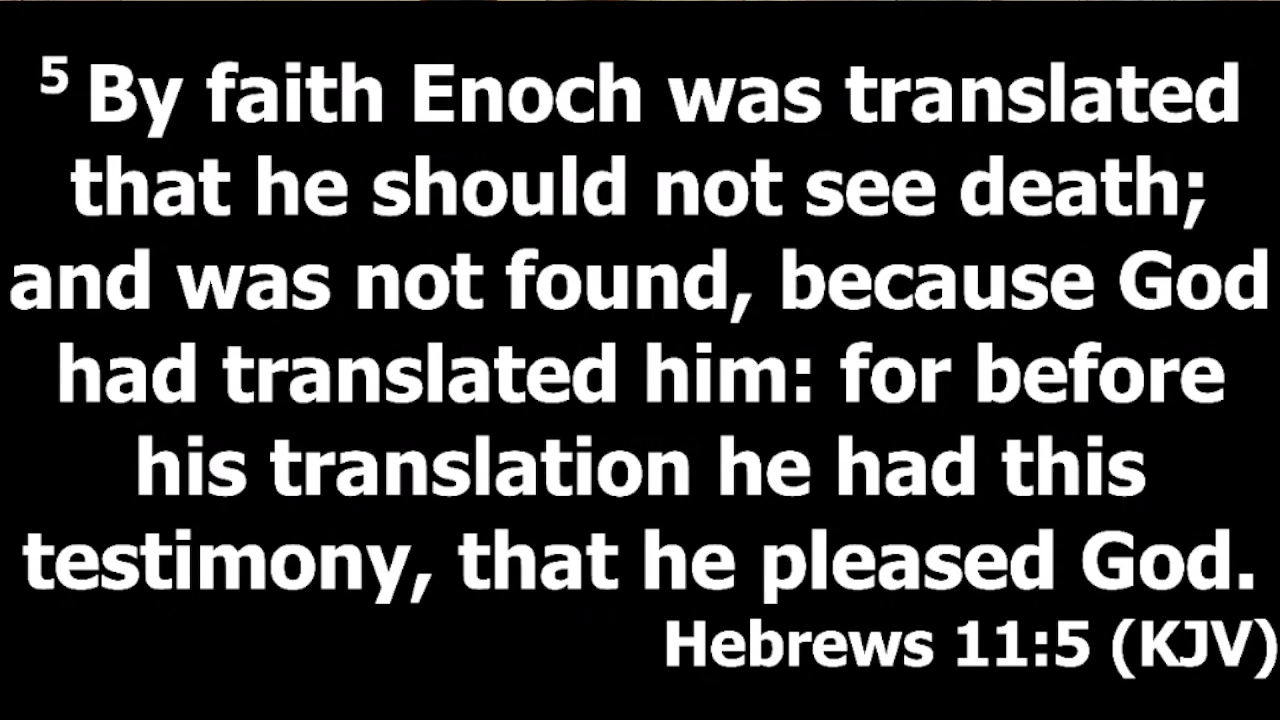 5 By faith Enoch was translated
that he should not see death;
and was not found, because God
had translated him: for before
his translation he had this
testimony, that he pleased God.
Hebrews 11:5 (KJV)